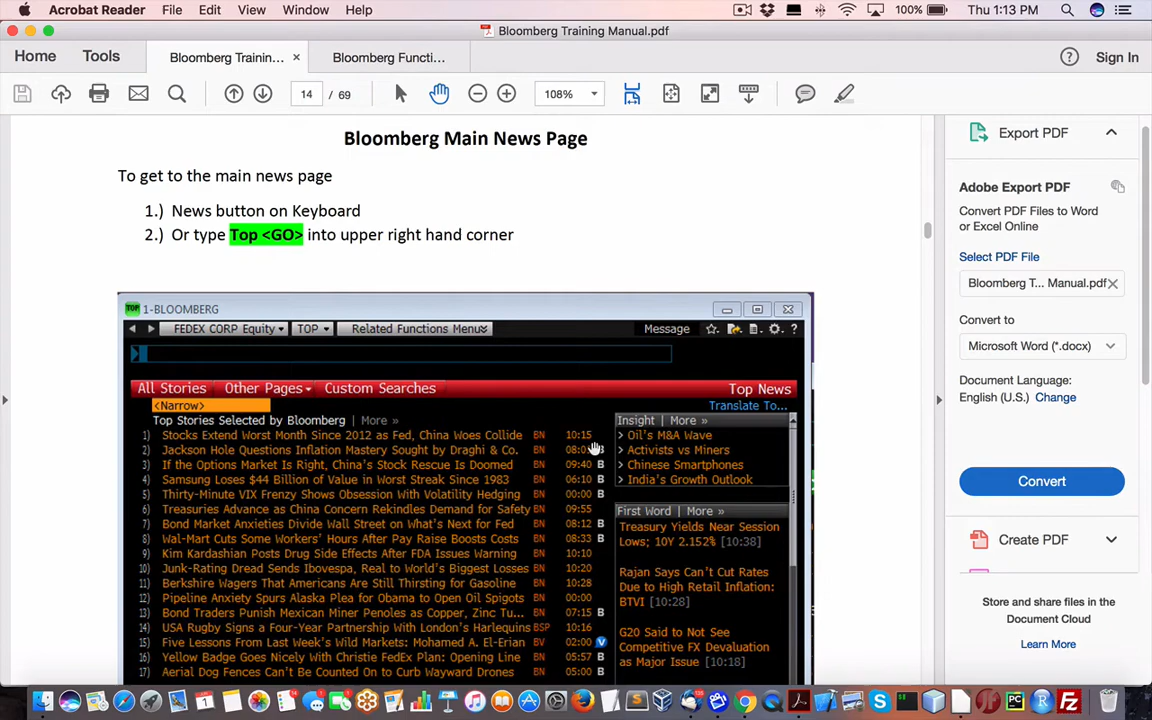 Acrobat Reader File Edit View Window Help 100% Thu 1:13 PM
Bloomberg Training Manual.pdf
Home Tools Bloomberg Trainin... × Bloomberg Functi... ? Sign In
14 / 69 108%
Bloomberg Main News Page
To get to the main news page
1.) News button on Keyboard
2.) Or type Top <GO> into upper right hand corner
TOP 1-BLOOMBERG
FEDEX CORP Equity TOP Related Functions Menu Message ?
All Stories Other Pages Custom Searches Top News
<Narrow> Translate To...
Top Stories Selected by Bloomberg | More »
1) Stocks Extend Worst Month Since 2012 as Fed, China Woes Collide BN 10:15
2) Jackson Hole Questions Inflation Mastery Sought by Draghi & Co. BN B
3) If the Options Market Is Right, China's Stock Rescue Is Doomed BN 09:40 B
4) Samsung Loses $44 Billion of Value in Worst Streak Since 1983 BN 06:10 B
5) Thirty-Minute VIX Frenzy Shows Obsession With Volatility Hedging BN 00:00 B
6) Treasuries Advance as China Concern Rekindles Demand for Safety BN 09:55
7) Bond Market Anxieties Divide Wall Street on What's Next for Fed BN 08:12 B
8) Wal-Mart Cuts Some Workers' Hours After Pay Raise Boosts Costs BN 08:33 B
9) Kim Kardashian Posts Drug Side Effects After FDA Issues Warning BN 10:10
10) Junk-Rating Dread Sends Ibovespa, Real to World's Biggest Losses BN 10:20
11) Berkshire Wagers That Americans Are Still Thirsting for Gasoline BN 10:28
12) Pipeline Anxiety Spurs Alaska Plea for Obama to Open Oil Spigots BN 00:00
13) Bond Traders Punish Mexican Miner Penoles as Copper, Zinc Tu... BN 07:15 B
14) USA Rugby Signs a Four-Year Partnership With London's Harlequins BSP 10:16
15) Five Lessons From Last Week's Wild Markets: Mohamed A. El-Erian BV 02:00 V
16) Yellow Badge Goes Nicely With Christie FedEx Plan: Opening Line BN 05:57 B
17) Aerial Dog Fences Can't Be Counted On to Curb Wayward Drones BN 05:00 B
Insight | More »
> Oil's M&A Wave
> Activists vs Miners
> Chinese Smartphones
> India's Growth Outlook
First Word | More »
Treasury Yields Near Session
Lows; 10Y 2.152% [10:38]
Rajan Says Can't Cut Rates
Due to High Retail Inflation:
BTVI [10:28]
G20 Said to Not See
Competitive FX Devaluation
as Major Issue [10:18]
Export PDF
Adobe Export PDF
Convert PDF Files to Word
or Excel Online
Select PDF File
Bloomberg T... Manual.pdf ×
Convert to
Microsoft Word (*.docx)
Document Language:
English (U.S.) Change
Convert
Create PDF
Store and share files in the
Document Cloud
Learn More